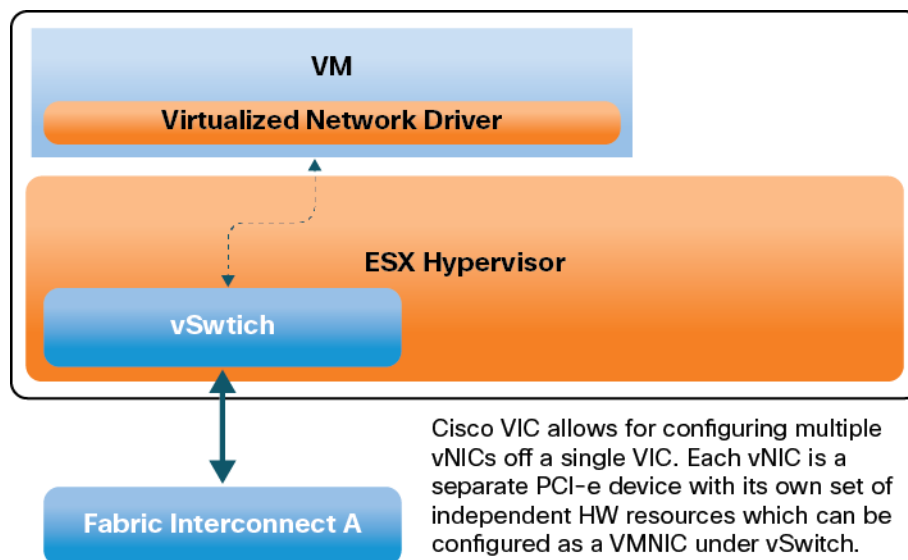 VM
Virtualized Network Driver
ESX Hypervisor
vSwtich
Fabric Interconnect A
Cisco VIC allows for configuring multiple
vNICs off a single VIC. Each vNIC is a
separate PCI-e device with its own set of
independent HW resources which can be
configured as a VMNIC under vSwitch.